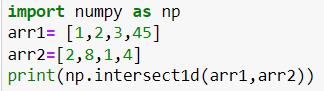 import numpy as np
arr1= [1,2,3,45]
arr2=[2,8,1,4]
print(np.intersect1d(arr1,arr2))